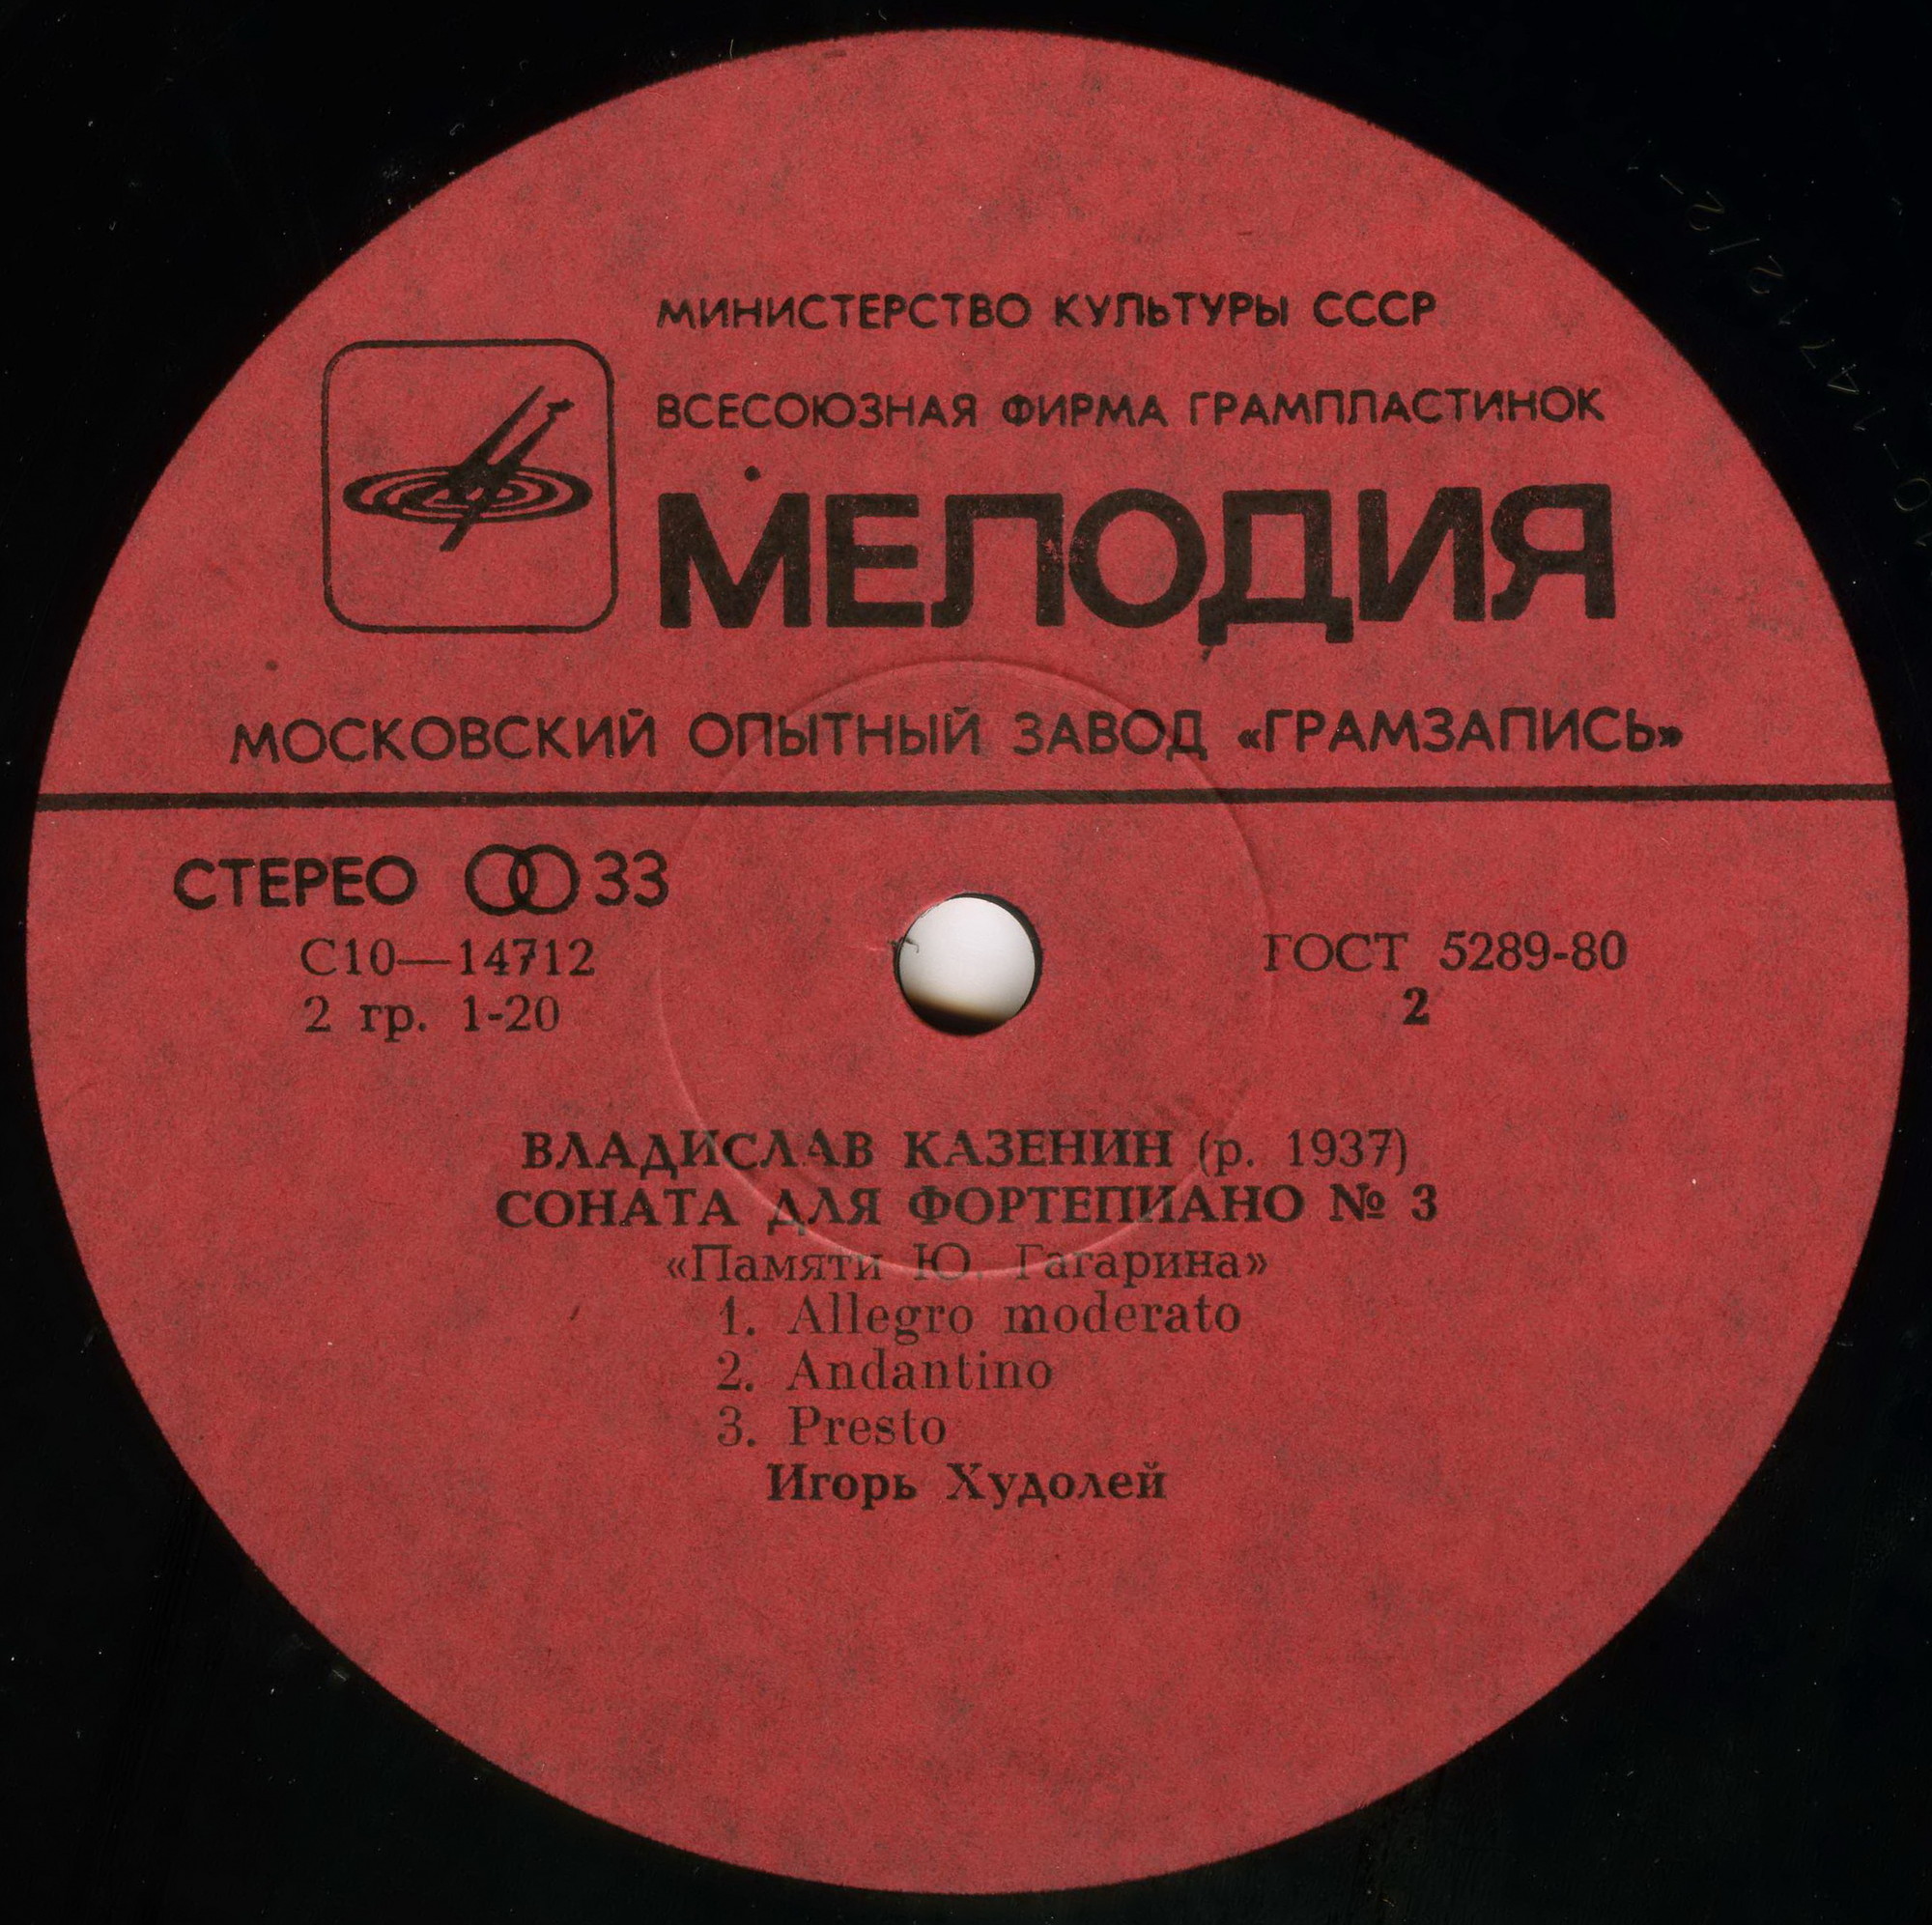 МИНИСТЕРСТВО КУЛЬТУРЫ СССР
ВСЕСОЮЗНАЯ ФИРМА ГРАМПЛАСТИНОК
МЕЛОДИЯ
МОСКОВСКИЙ ОПЫТНЫЙ ЗАВОД «ГРАМЗАПИСЬ»
СТЕРЕО 33
С10—14712
2 гр. 1-20
ГОСТ 5289-80
2
ВЛАДИСЛАВ КАЗЕНИН (р. 1937)
СОНАТА ДЛЯ ФОРТЕПИАНО № 3
«Памяти Ю. Гагарина»
1. Allegro moderato
2. Andantino
3. Presto
Игорь Худолей